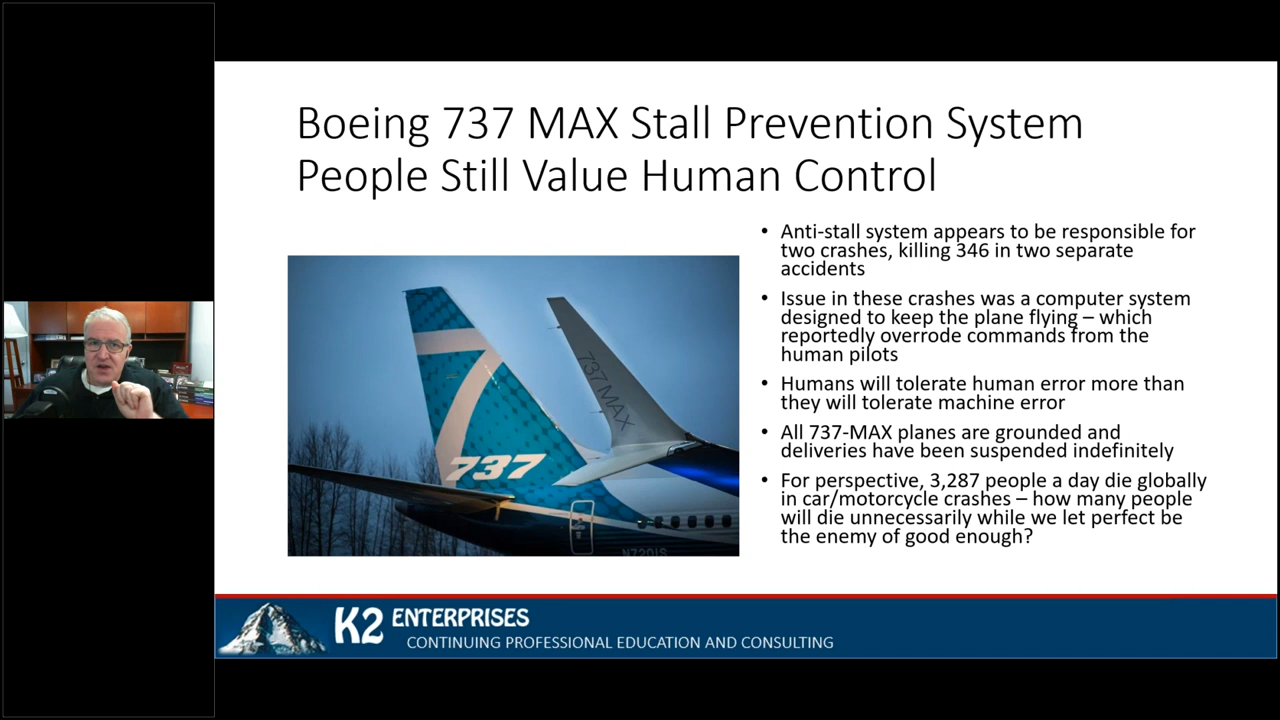 Boeing 737 MAX Stall Prevention System
People Still Value Human Control
• Anti-stall system appears to be responsible for
two crashes, killing 346 in two separate
accidents
• Issue in these crashes was a computer system
designed to keep the plane flying – which
reportedly overrode commands from the
human pilots
• Humans will tolerate human error more than
they will tolerate machine error
• All 737-MAX planes are grounded and
deliveries have been suspended indefinitely
• For perspective, 3,287 people a day die globally
in car/motorcycle crashes – how many people
will die unnecessarily while we let perfect be
the enemy of good enough?
737 MAX
7
737
K2 ENTERPRISES
CONTINUING PROFESSIONAL EDUCATION AND CONSULTING